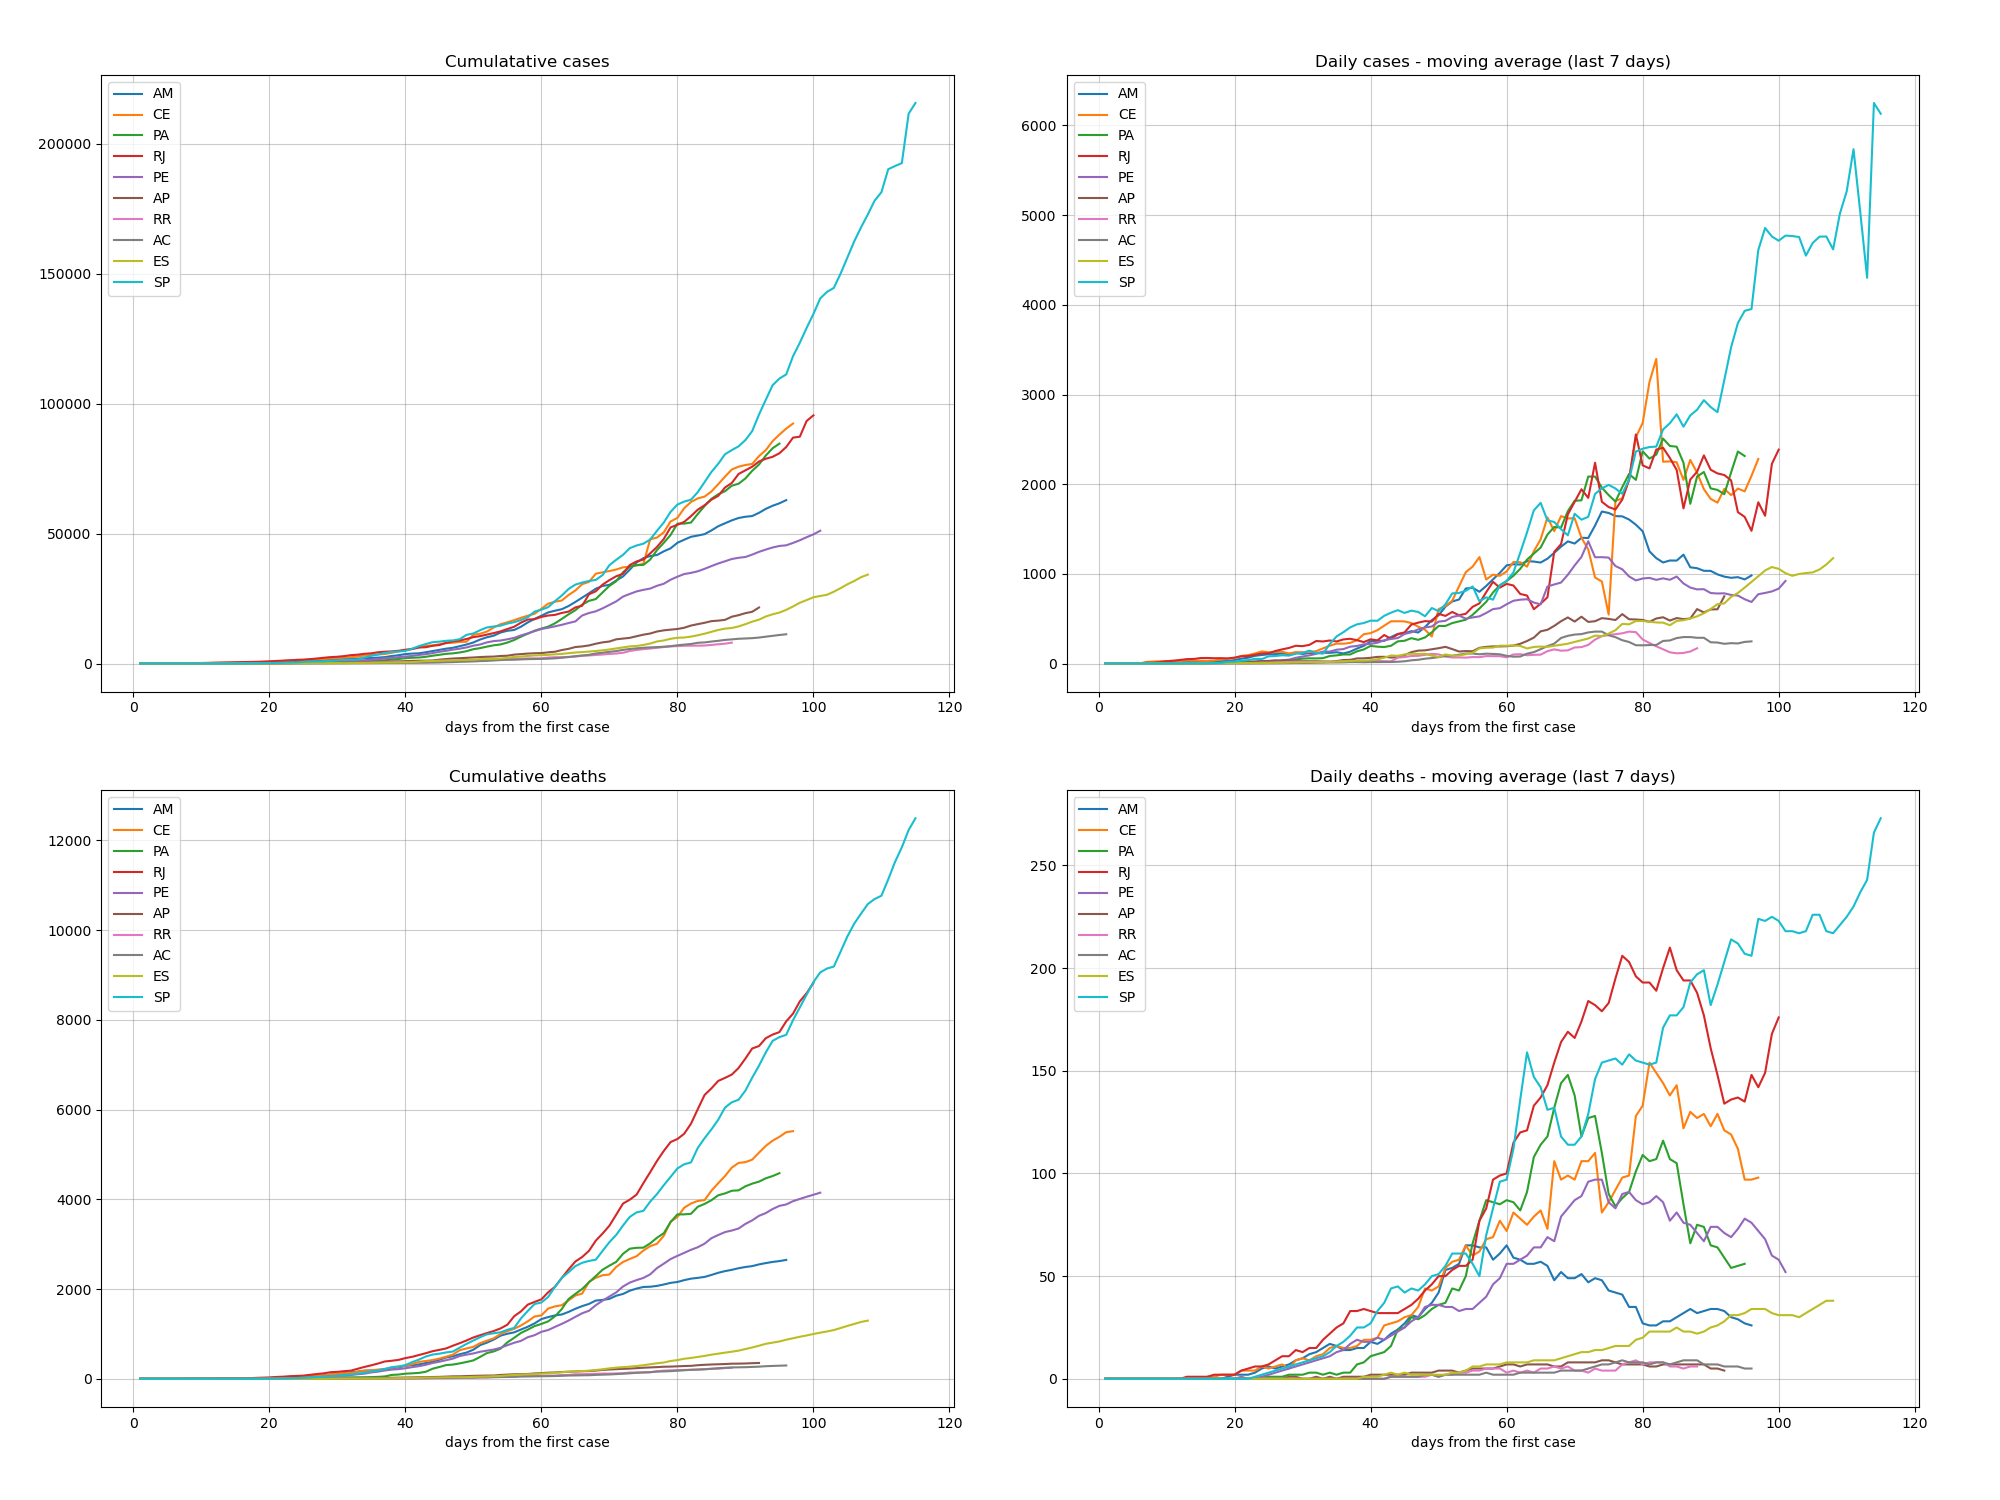 Cumulatative cases
AM
CE
PA
RJ
PE
AP
RR
AC
ES
SP
200000
150000
100000
50000
0
0 20 40 60 80 100 120
days from the first case
Daily cases - moving average (last 7 days)
AM
CE
PA
RJ
PE
AP
RR
AC
ES
SP
6000
5000
4000
3000
2000
1000
0
0 20 40 60 80 100 120
days from the first case
Cumulative deaths
AM
CE
PA
RJ
PE
AP
RR
AC
ES
SP
12000
10000
8000
6000
4000
2000
0
0 20 40 60 80 100 120
days from the first case
Daily deaths - moving average (last 7 days)
AM
CE
PA
RJ
PE
AP
RR
AC
ES
SP
250
200
150
100
50
0
0 20 40 60 80 100 120
days from the first case